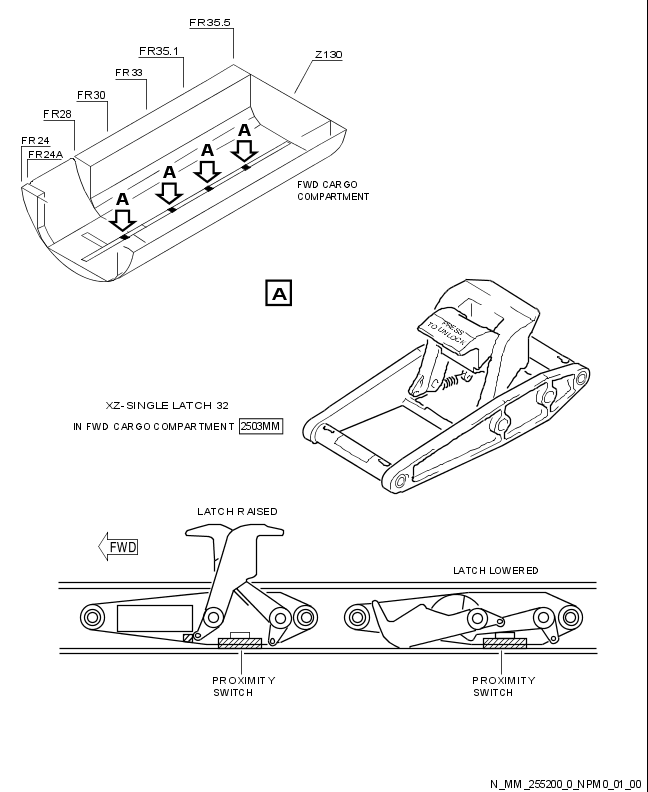 FR35.5
FR35.1
Z130
FR33
FR30
FR28
FR24
FR24A
A
A
A
A
FWD CARGO
COMPARTMENT
A
PRESS
TO UNLOCK
XZ-SINGLE LATCH 32
IN FWD CARGO COMPARTMENT 2503MM
LATCH RAISED
FWD
LATCH LOWERED
PROXIMITY
SWITCH
PROXIMITY
SWITCH
N_MM_255200_0_NPM0_01_00